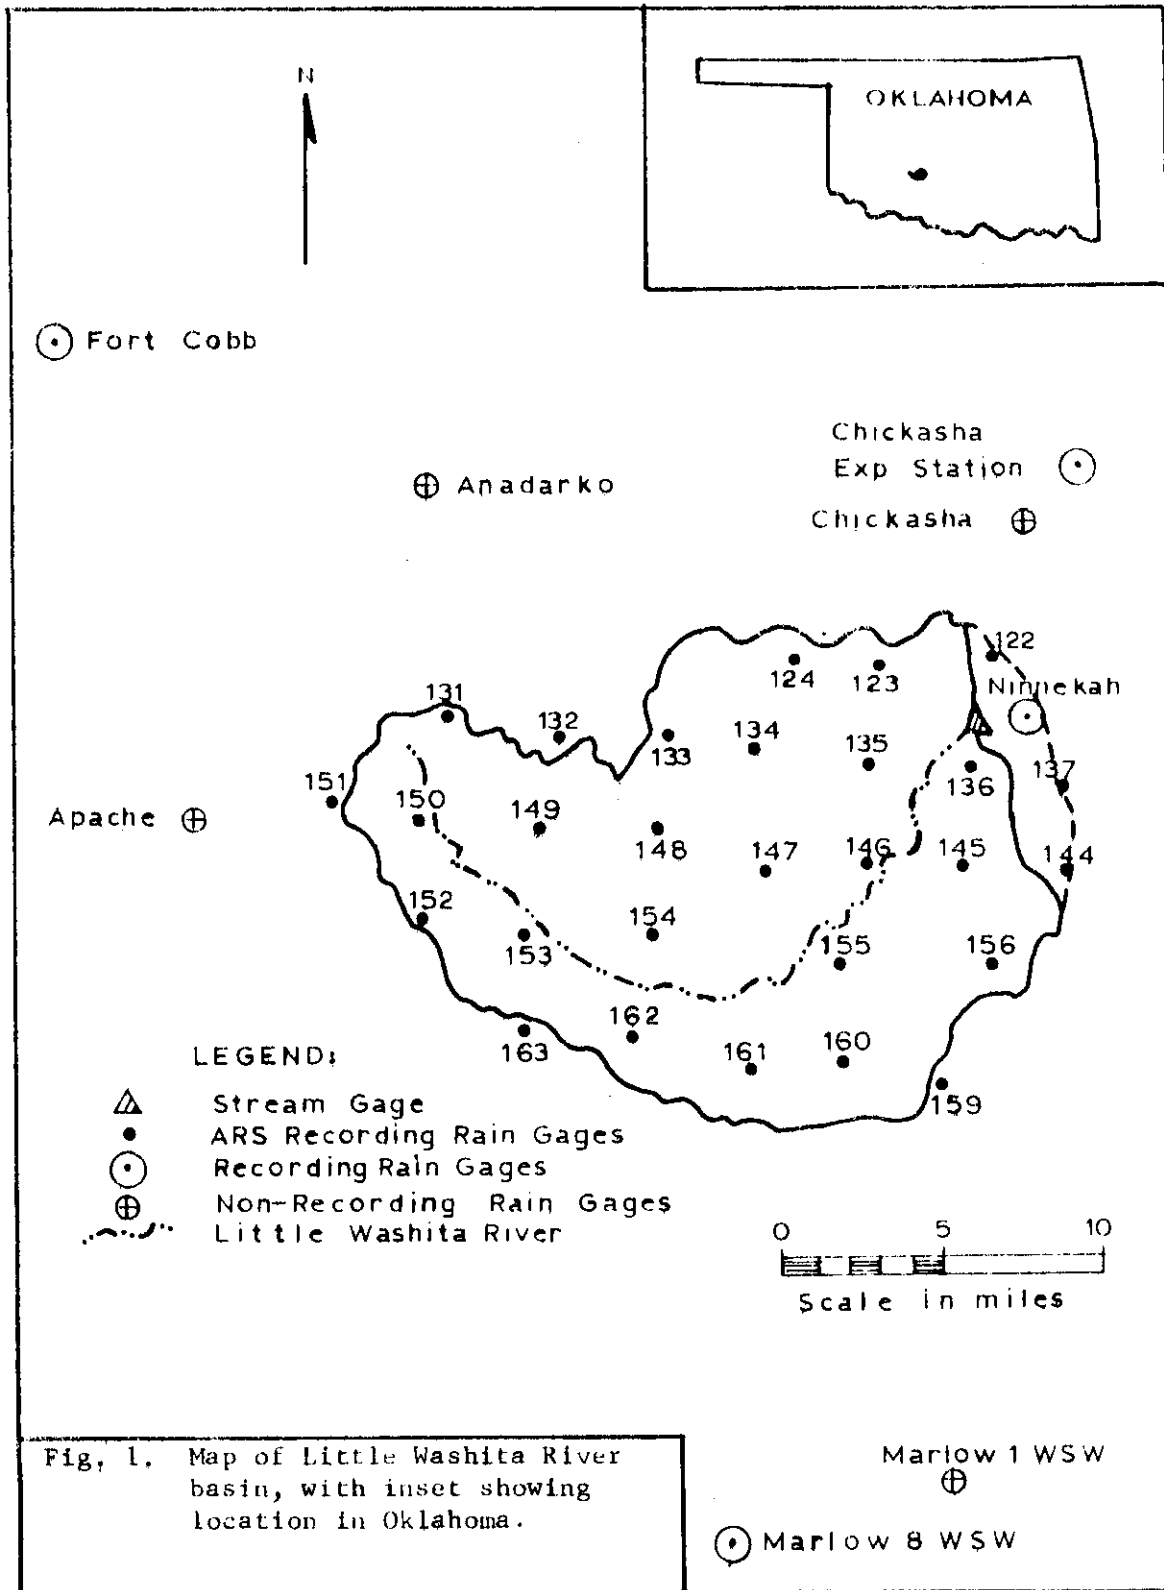 N
OKLAHOMA
Fort Cobb
Chickasha
Exp Station
Anadarko
Chickasha
122
124
123
Ninnekah
131
132
133
134
135
136
137
151
150
149
148
147
146
145
144
Apache
152
153
154
155
156
163
162
161
160
159
LEGEND:
Stream Gage
ARS Recording Rain Gages
Recording Rain Gages
Non-Recording Rain Gages
Little Washita River
0 5 10
Scale in miles
Fig. 1. Map of Little Washita River
basin, with inset showing
location in Oklahoma.
Marlow 1 WSW
Marlow 8 WSW